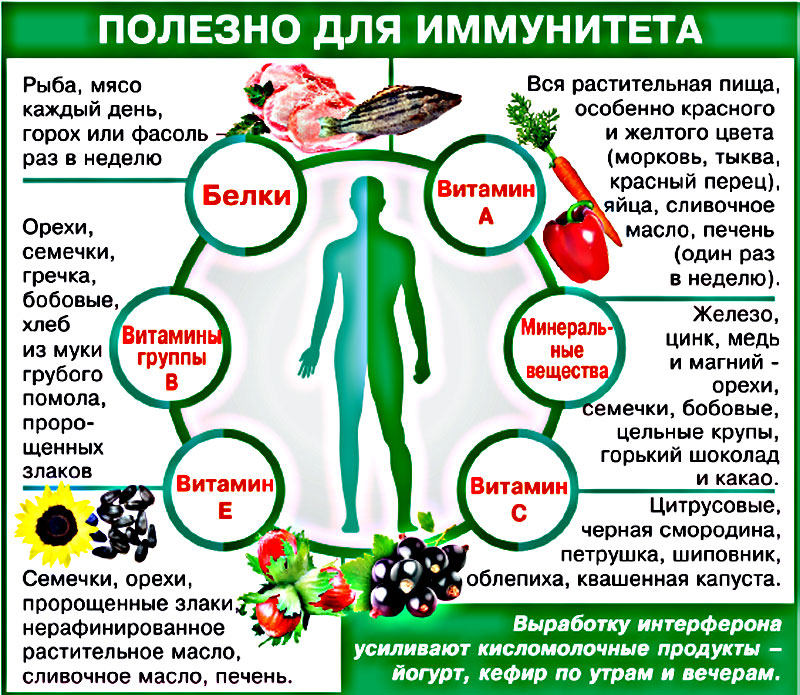 ПОЛЕЗНО ДЛЯ ИММУНИТЕТА
Рыба, мясо
каждый день,
горох или фасоль –
раз в неделю
Белки
Вся растительная пища,
особенно красного
и желтого цвета
(морковь, тыква,
красный перец),
яйца, сливочное
масло, печень
(один раз
в неделю).
Витамин
А
Орехи,
семечки,
гречка,
бобовые,
хлеб
из муки
грубого
помола,
проро-
щенных
злаков
Витамины
группы
В
Минераль-
ные
вещества
Железо,
цинк, медь
и магний -
орехи,
семечки, бобовые,
цельные крупы,
горький шоколад
и какао.
Витамин
Е
Семечки, орехи,
пророщенные злаки,
нерафинированное
растительное масло,
сливочное масло, печень.
Витамин
С
Цитрусовые,
черная смородина,
петрушка, шиповник,
облепиха, квашенная капуста.
Выработку интерферона
усиливают кисломолочные продукты –
йогурт, кефир по утрам и вечерам.